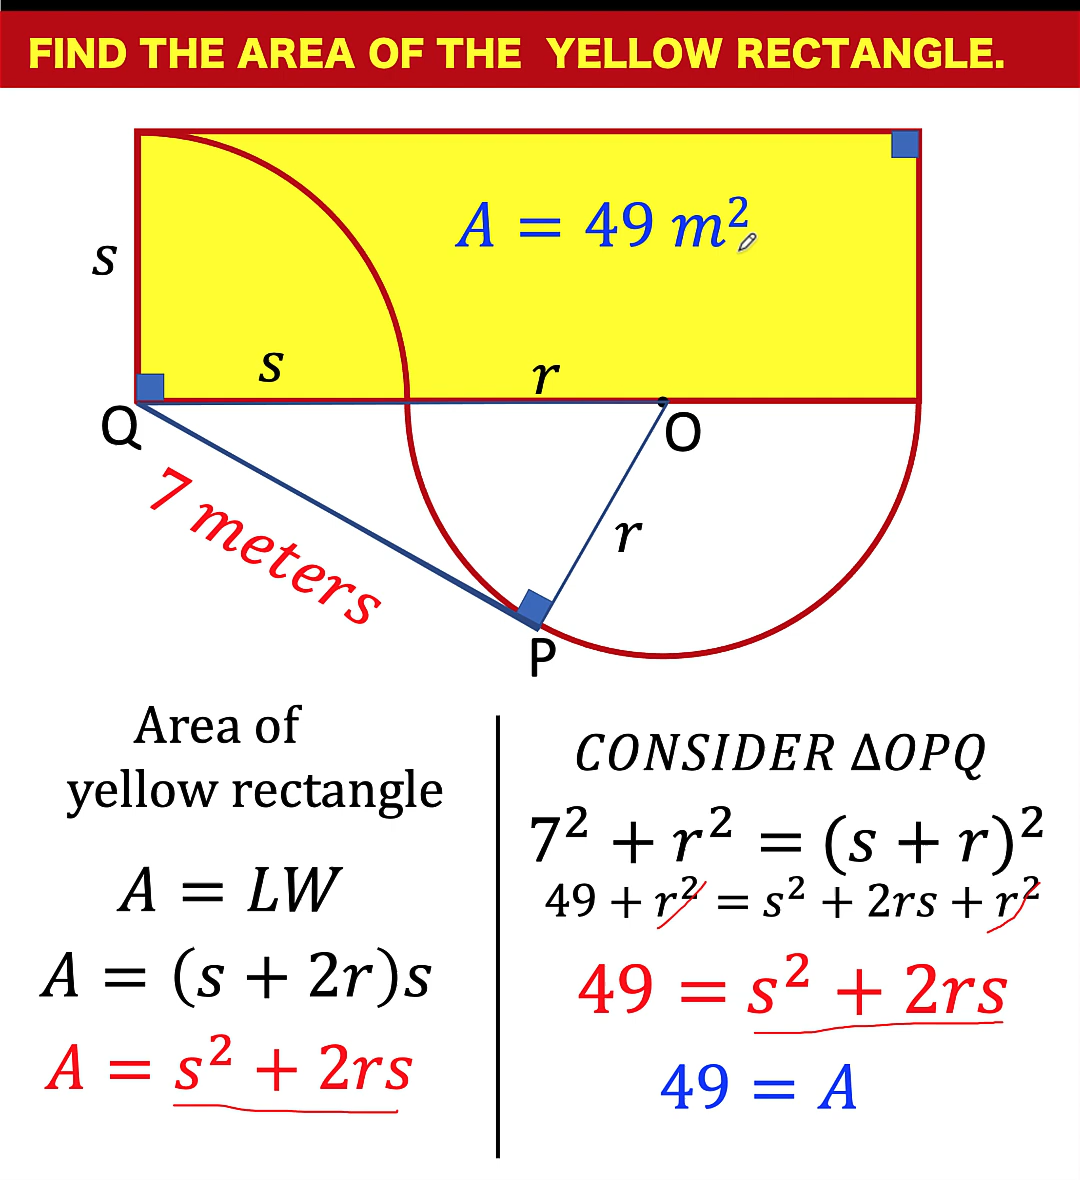 FIND THE AREA OF THE YELLOW RECTANGLE.
A = 49 m²
s
s
r
Q
O
7 meters
r
P
Area of
yellow rectangle
A = LW
A = (s + 2r)s
A = s² + 2rs
CONSIDER ΔOPQ
7² + r² = (s + r)²
49 + r² = s² + 2rs + r²
49 = s² + 2rs
49 = A